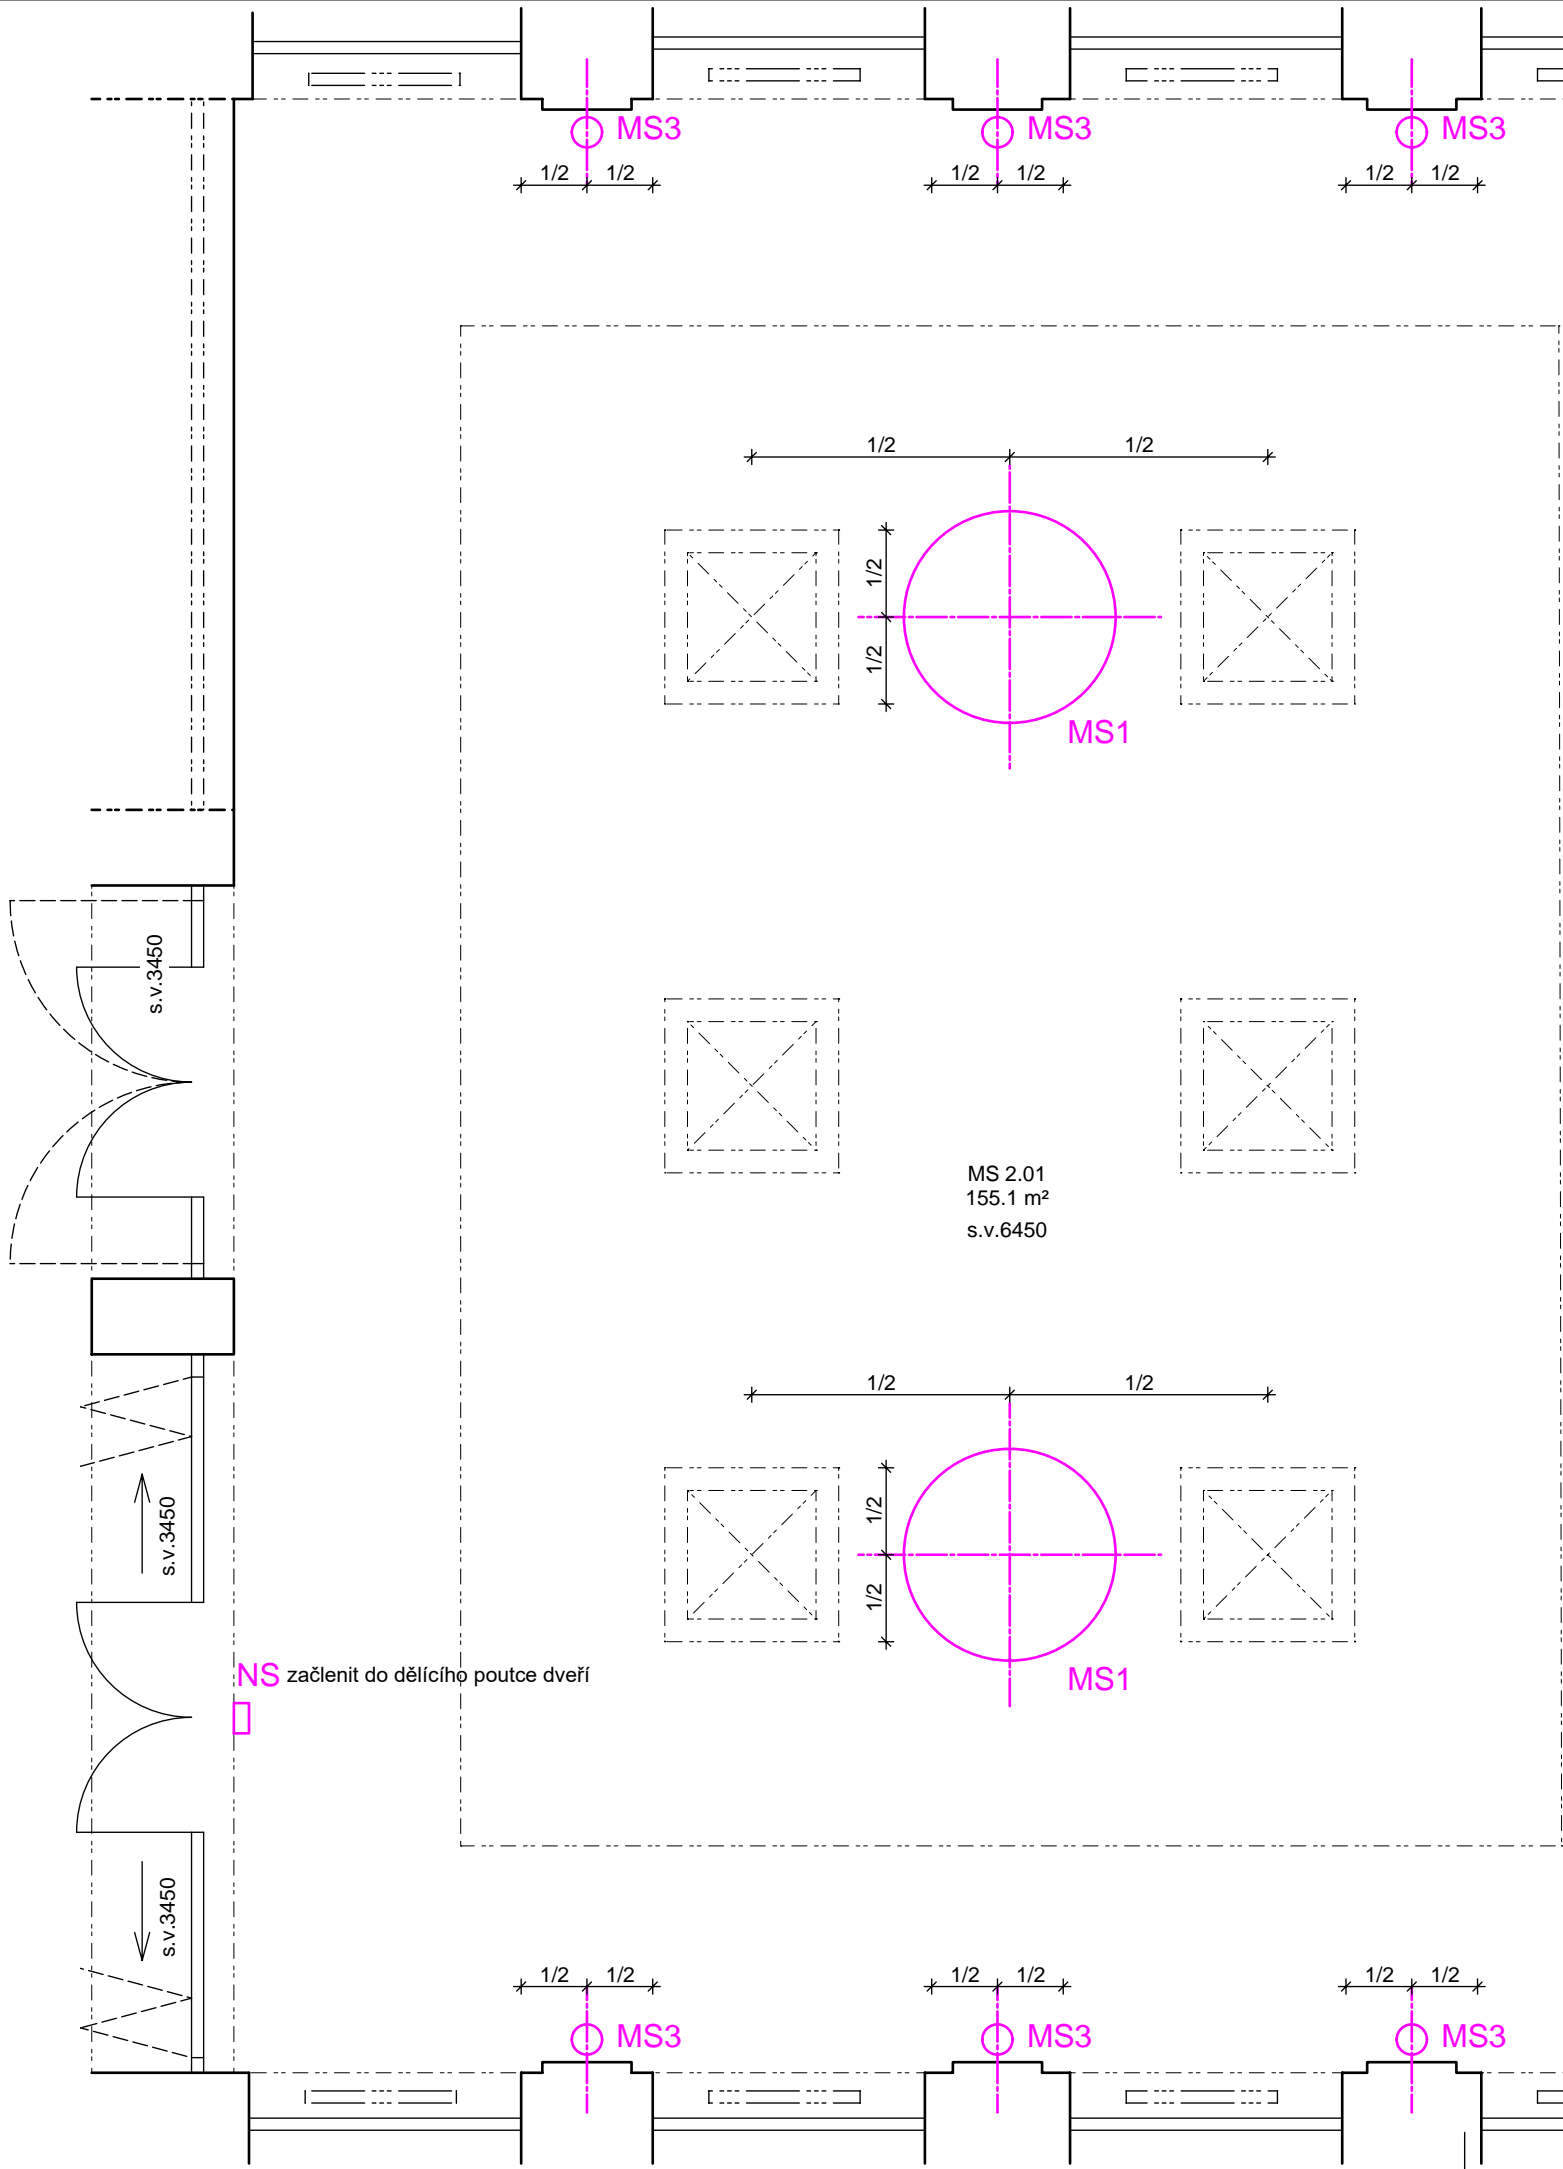 MS3 MS3 MS3
1/2 1/2 1/2 1/2 1/2 1/2
1/2 1/2
1/2
1/2
MS1
s.v.3450
MS 2.01
155.1 m²
s.v.6450
1/2 1/2
1/2
s.v.3450
1/2
NS začlenit do dělícího poutce dveří
MS1
s.v.3450
1/2 1/2 1/2 1/2 1/2 1/2
MS3 MS3 MS3